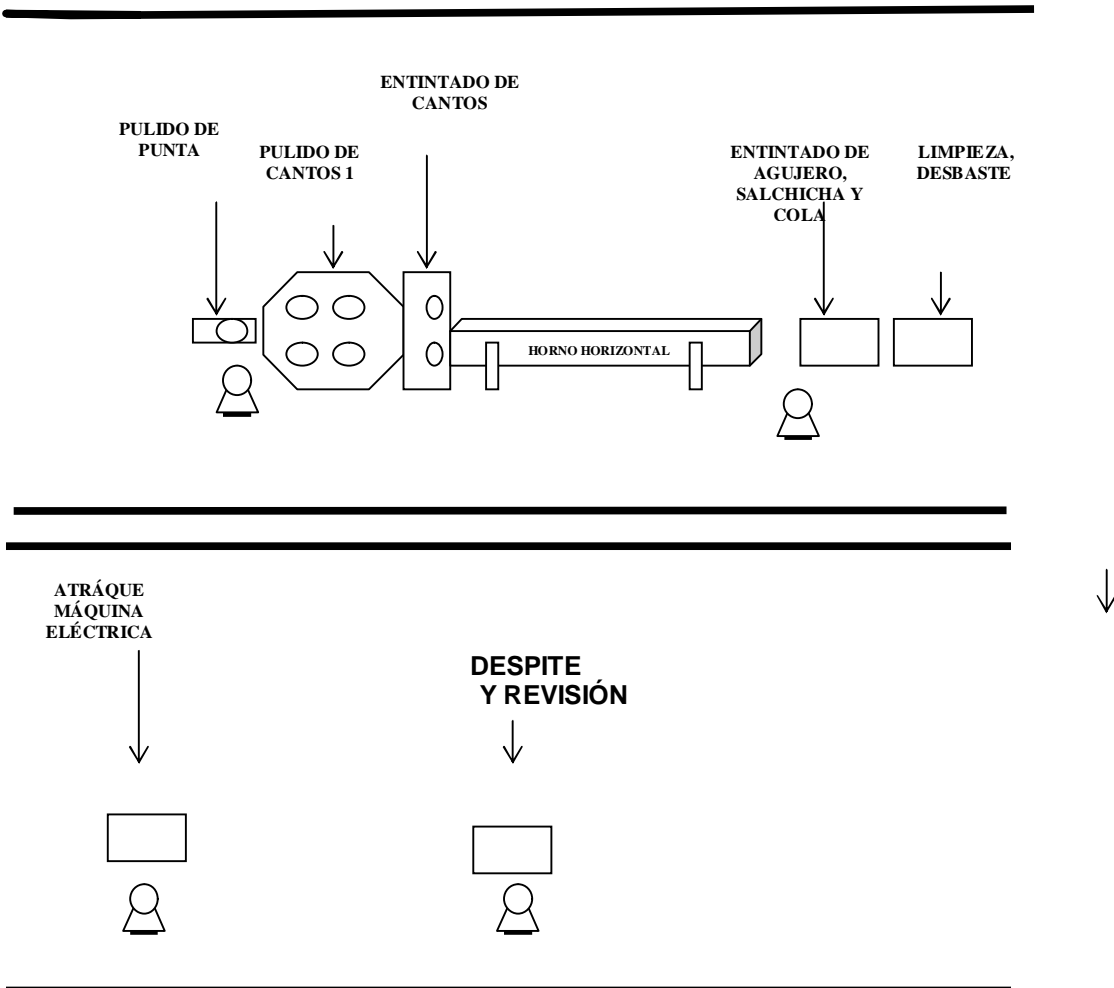 ENTINTADO DE
CANTOS
PULIDO DE
PUNTA
PULIDO DE
CANTOS 1
ENTINTADO DE
AGUJERO,
SALCHICHA Y
COLA
LIMPIEZA,
DESBASTE
HORNO HORIZONTAL
ATRÁQUE
MÁQUINA
ELÉCTRICA
DESPITE
Y REVISIÓN